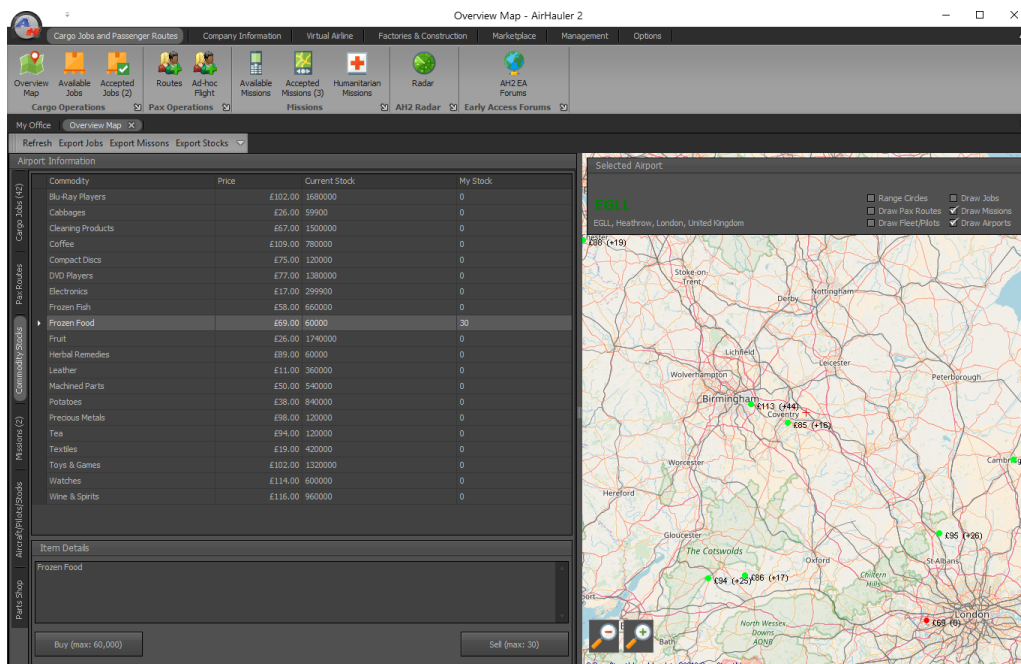 Overview Map - AirHauler 2
Cargo Jobs and Passenger Routes Company Information Virtual Airline Factories & Construction Marketplace Management Options
Overview Map Available Jobs Accepted Jobs (2) Routes Ad-hoc Flight Available Missions Accepted Missions (3) Humanitarian Missions Radar AH2 EA Forums
Cargo Operations Pax Operations Missions AH2 Radar Early Access Forums
My Office Overview Map X
Refresh Export Jobs Export Missons Export Stocks
Airport Information
Cargo Jobs (42)
Pax Routes
Commodity Stocks
Missions (2)
Aircraft/Pilots/Stods
Parts Shop
Commodity Price Current Stock My Stock
Blu-Ray Players £102.00 1680000 0
Cabbages £26.00 59900 0
Cleaning Products £67.00 1500000 0
Coffee £109.00 780000 0
Compact Discs £75.00 120000 0
DVD Players £77.00 1380000 0
Electronics £17.00 299900 0
Frozen Fish £58.00 660000 0
Frozen Food £69.00 60000 30
Fruit £26.00 1740000 0
Herbal Remedies £89.00 60000 0
Leather £11.00 360000 0
Machined Parts £50.00 540000 0
Potatoes £38.00 840000 0
Precious Metals £98.00 120000 0
Tea £94.00 120000 0
Textiles £19.00 420000 0
Toys & Games £102.00 1320000 0
Watches £114.00 600000 0
Wine & Spirits £116.00 960000 0
Item Details
Frozen Food
Buy (max: 60,000) Sell (max: 30)
Selected Airport
EGLL
EGLL, Heathrow, London, United Kingdom
Range Circles Draw Jobs
Draw Pax Routes Draw Missions
Draw Fleet/Pilots Draw Airports
£88 (+19)
Stoke-on-Trent
Nottingham
Derby
Lichfield
Leicester
Wolverhampton
Peterborough
Birmingham
£113 (+44)
Coventry
£85 (+16)
Worcester
Hereford
Gloucester
£95 (+26)
The Cotswolds
Oxford
St Albans
£94 (+25)
£86 (+17)
Chiltern Hills
London
£69 (0)
North Wessex Downs AONB
Bath